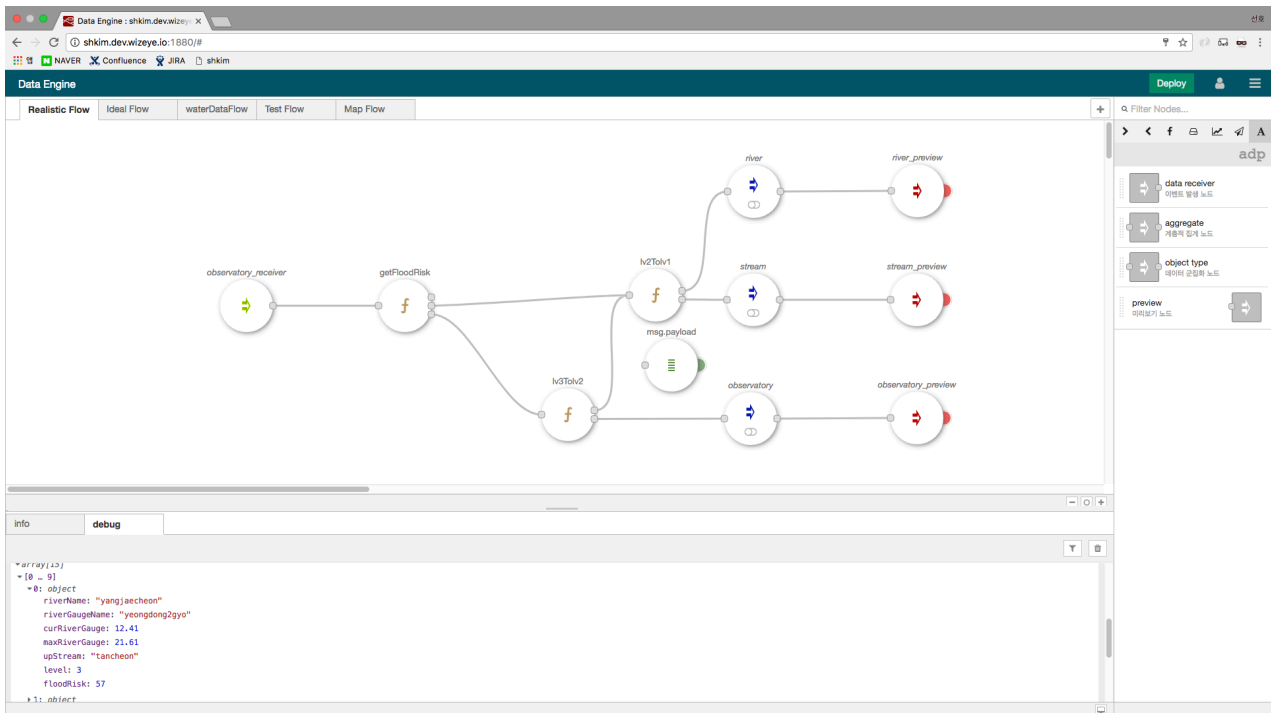 Data Engine : shkim.dev.wizeye
선호
shkim.dev.wizeye.io:1880/#
앱 NAVER Confluence JIRA shkim
Data Engine
Deploy
Realistic Flow Ideal Flow waterDataFlow Test Flow Map Flow
Filter Nodes...
adp
data receiver
이벤트 발생 노드
aggregate
계층적 집계 노드
object type
데이터 군집화 노드
preview
미리보기 노드
river
river_preview
observatory_receiver
getFloodRisk
lv2Tolv1
stream
stream_preview
msg.payload
lv3Tolv2
observatory
observatory_preview
info
debug
array[15]
[0 … 9]
0: object
riverName: "yangjaecheon"
riverGaugeName: "yeongdong2gyo"
curRiverGauge: 12.41
maxRiverGauge: 21.61
upStream: "tancheon"
level: 3
floodRisk: 57
1: object